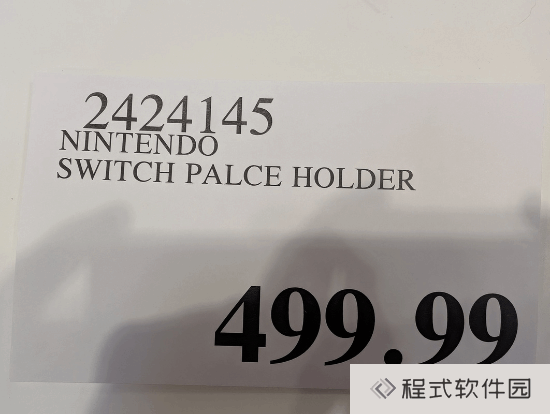 2424145
NINTENDO
SWITCH PALCE HOLDER
499.99
程式软件园